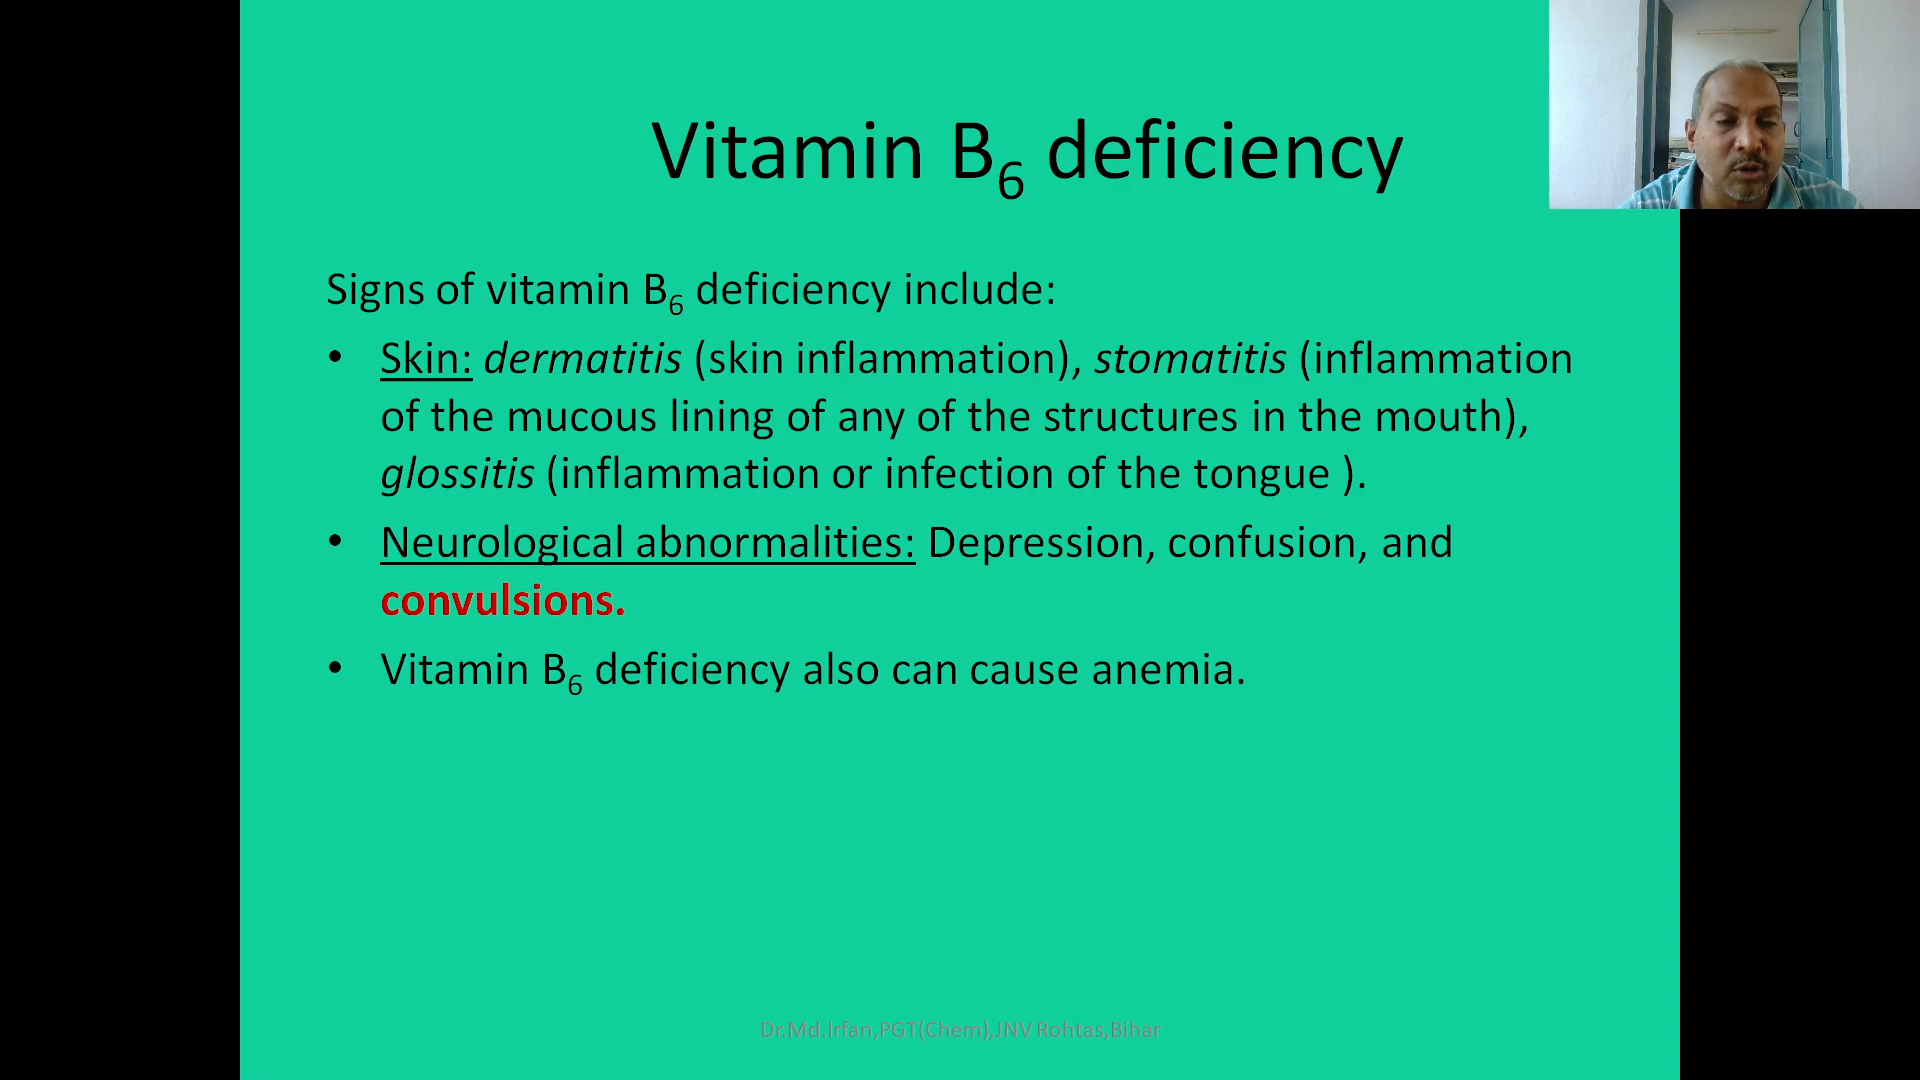 Vitamin B₆ deficiency
Signs of vitamin B₆ deficiency include:
• Skin: dermatitis (skin inflammation), stomatitis (inflammation
of the mucous lining of any of the structures in the mouth),
glossitis (inflammation or infection of the tongue ).
• Neurological abnormalities: Depression, confusion, and
convulsions.
• Vitamin B₆ deficiency also can cause anemia.
Dr.Md.Irfan,PGT(Chem),JNV Rohtas,Bihar